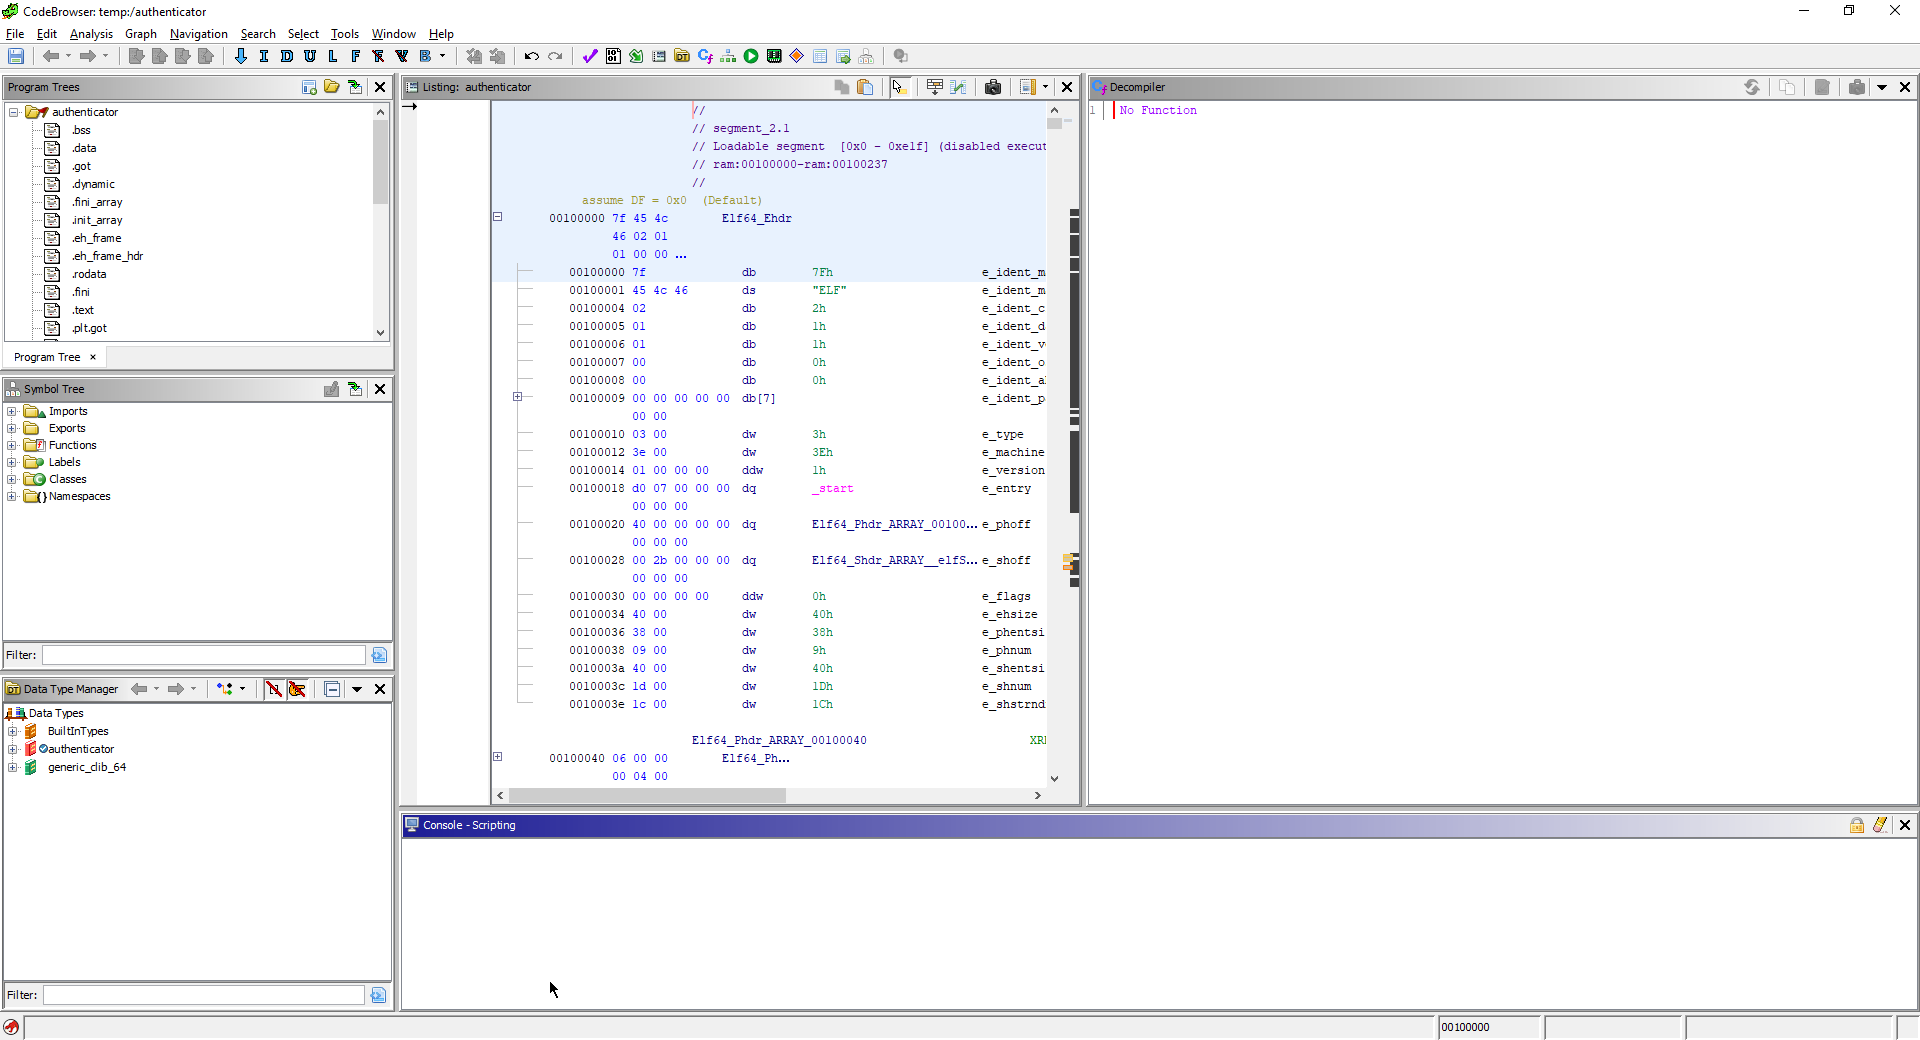 CodeBrowser: temp:/authenticator
File Edit Analysis Graph Navigation Search Select Tools Window Help
I D U L F B
Program Trees
authenticator
.bss
.data
.got
.dynamic
.fini_array
.init_array
.eh_frame
.eh_frame_hdr
.rodata
.fini
.text
.plt.got
Program Tree ×
Symbol Tree
Imports
Exports
Functions
Labels
Classes
Namespaces
Filter:
Data Type Manager
Data Types
BuiltInTypes
authenticator
generic_clib_64
Filter:
Listing: authenticator
//
// segment_2.1
// Loadable segment [0x0 - 0xe1f] (disabled execut
// ram:00100000-ram:00100237
//
assume DF = 0x0 (Default)
00100000 7f 45 4c Elf64_Ehdr
46 02 01
01 00 00 ...
00100000 7f db 7Fh e_ident_m
00100001 45 4c 46 ds "ELF" e_ident_m
00100004 02 db 2h e_ident_c
00100005 01 db 1h e_ident_d
00100006 01 db 1h e_ident_v
00100007 00 db 0h e_ident_o
00100008 00 db 0h e_ident_a
00100009 00 00 00 00 00 db[7] e_ident_p
00 00
00100010 03 00 dw 3h e_type
00100012 3e 00 dw 3Eh e_machine
00100014 01 00 00 00 ddw 1h e_version
00100018 d0 07 00 00 00 dq _start e_entry
00 00 00
00100020 40 00 00 00 00 dq Elf64_Phdr_ARRAY_00100... e_phoff
00 00 00
00100028 00 2b 00 00 00 dq Elf64_Shdr_ARRAY__elfS... e_shoff
00 00 00
00100030 00 00 00 00 ddw 0h e_flags
00100034 40 00 dw 40h e_ehsize
00100036 38 00 dw 38h e_phentsi
00100038 09 00 dw 9h e_phnum
0010003a 40 00 dw 40h e_shentsi
0010003c 1d 00 dw 1Dh e_shnum
0010003e 1c 00 dw 1Ch e_shstrnd
Elf64_Phdr_ARRAY_00100040 XRE
00100040 06 00 00 Elf64_Ph...
00 04 00
Decompiler
1 No Function
Console - Scripting
00100000